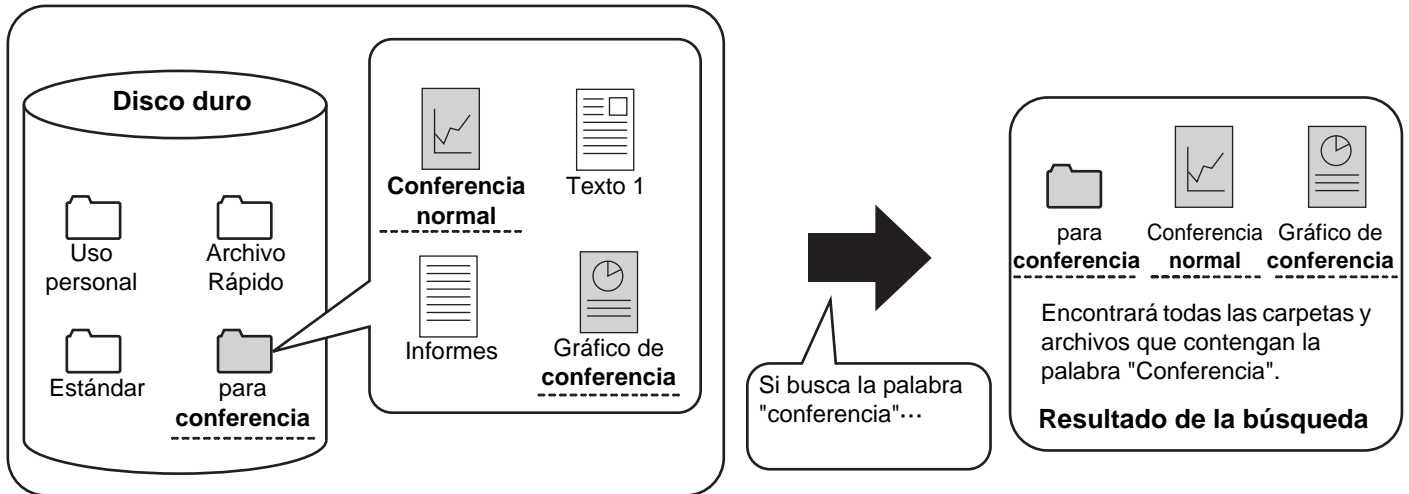 Disco duro
Uso
personal
Archivo
Rápido
Estándar
para
conferencia
Conferencia
normal
Texto 1
Informes
Gráfico de
conferencia
Si busca la palabra
"conferencia"···
para
conferencia
Conferencia
normal
Gráfico de
conferencia
Encontrará todas las carpetas y
archivos que contengan la
palabra "Conferencia".
Resultado de la búsqueda